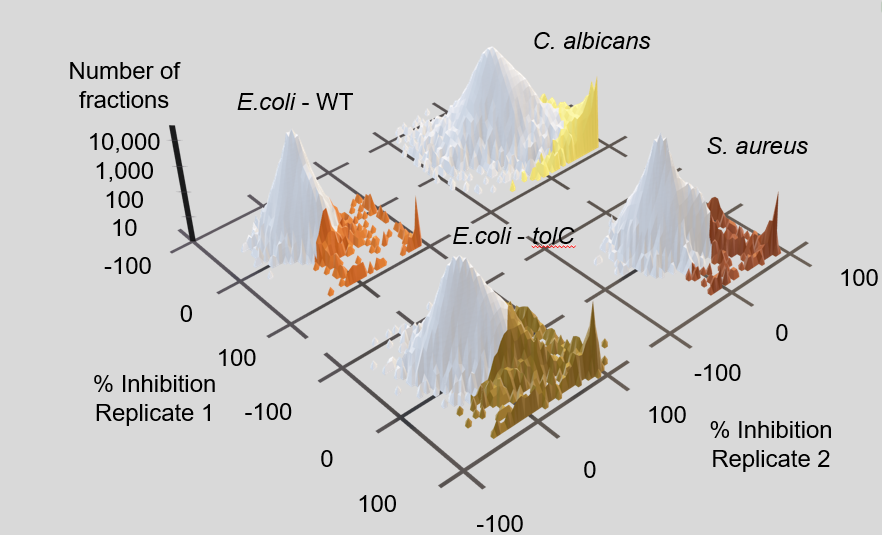 C. albicans
Number of
fractions
E.coli - WT
10,000
1,000
100
10
S. aureus
E.coli - tolC
-100
0
100
% Inhibition
Replicate 1
-100
0
100
100
0
-100
100
0
-100
% Inhibition
Replicate 2